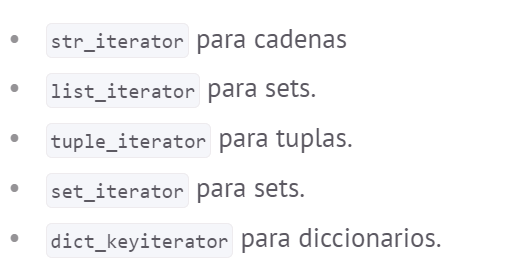 • str_iterator para cadenas
• list_iterator para sets.
• tuple_iterator para tuplas.
• set_iterator para sets.
• dict_keyiterator para diccionarios.